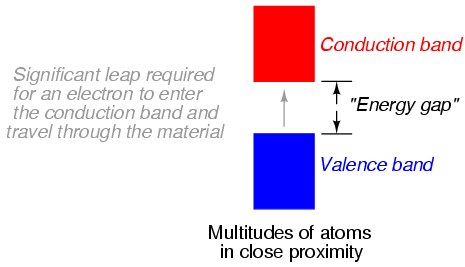 Conduction band
Significant leap required
for an electron to enter
the conduction band and
travel through the material
"Energy gap"
Valence band
Multitudes of atoms
in close proximity